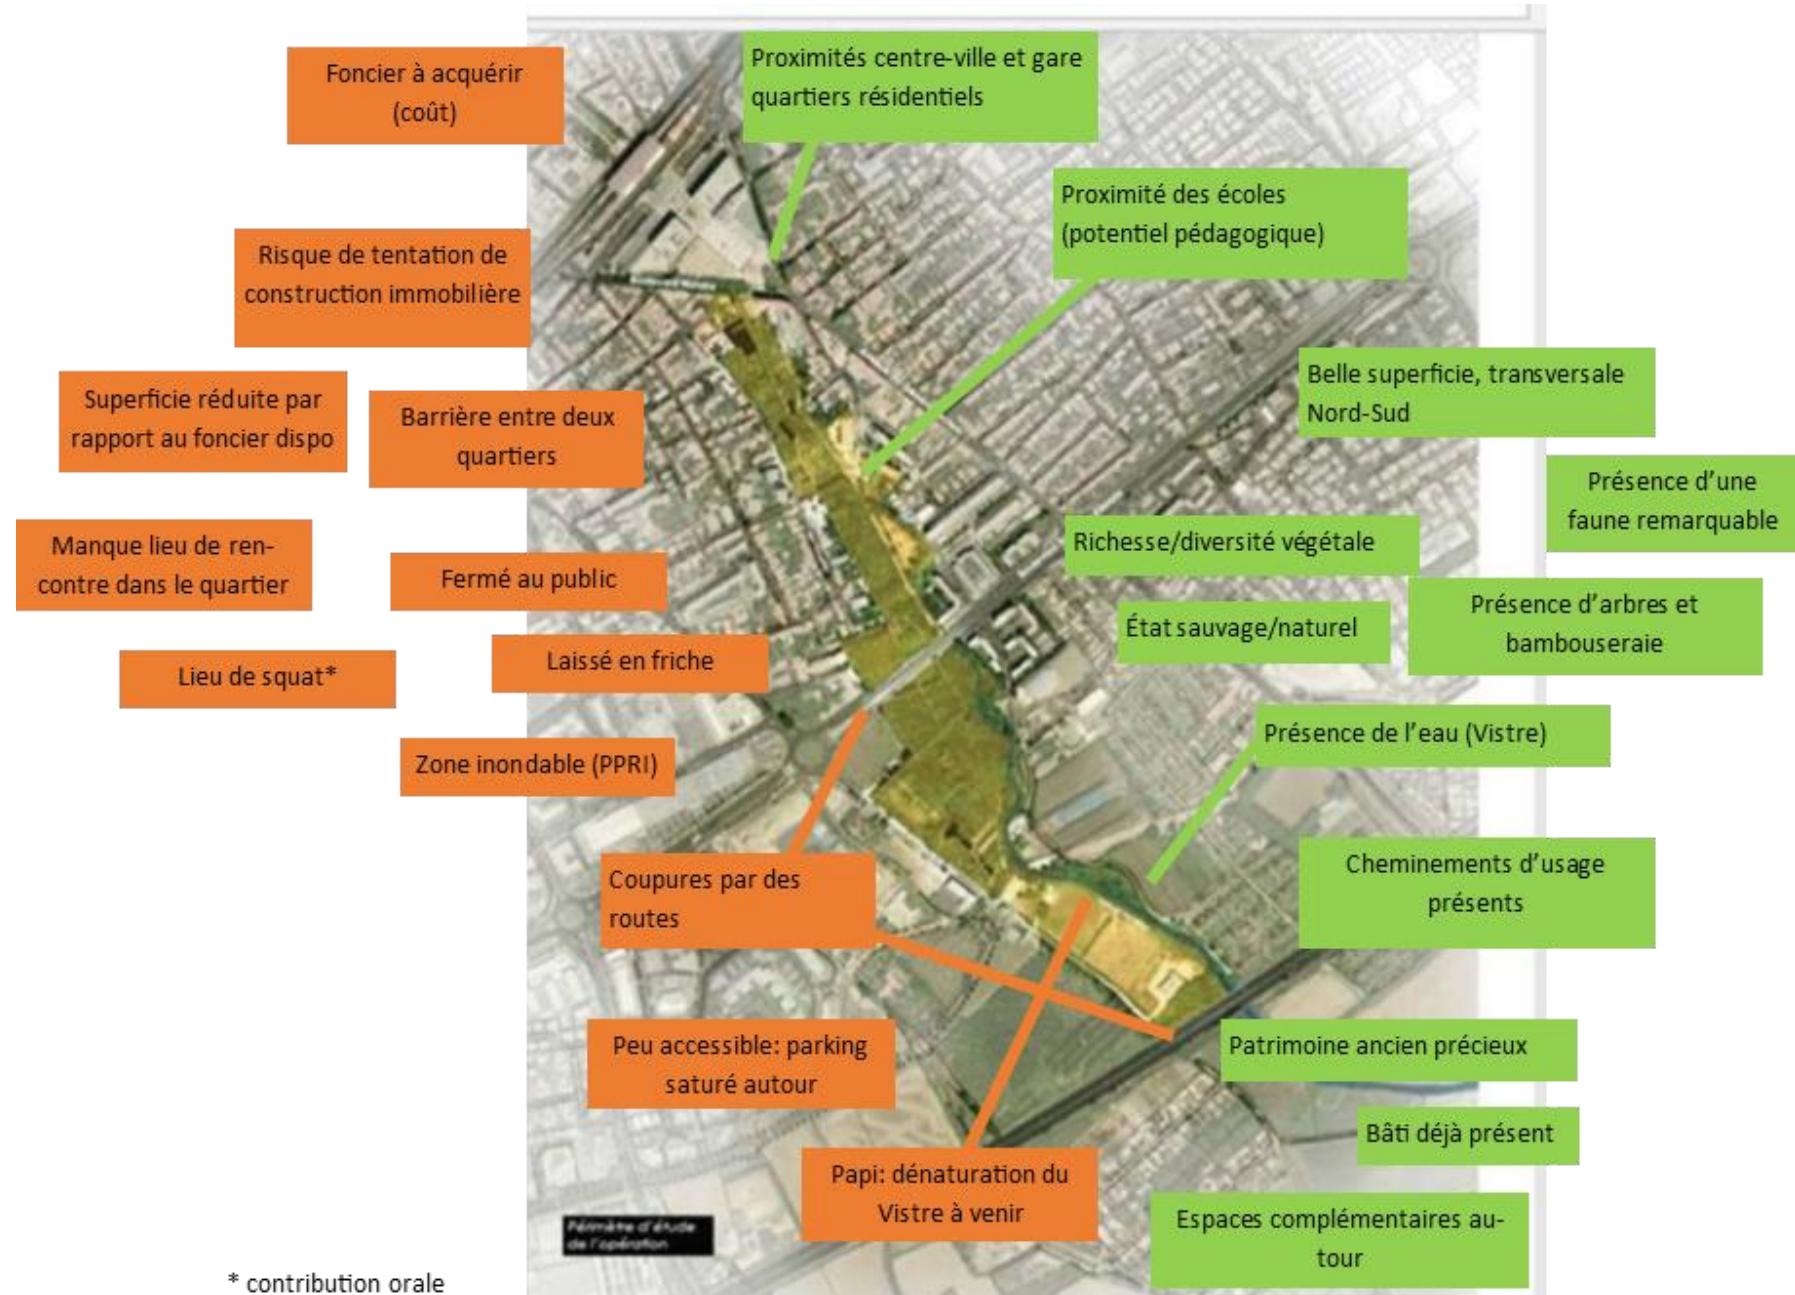 Foncier à acquérir
(coût)
Proximités centre-ville et gare
quartiers résidentiels
Proximité des écoles
(potentiel pédagogique)
Risque de tentation de
construction immobilière
Superficie réduite par
rapport au foncier dispo
Barrière entre deux
quartiers
Belle superficie, transversale
Nord-Sud
Présence d’une
faune remarquable
Manque lieu de ren-
contre dans le quartier
Fermé au public
Richesse/diversité végétale
État sauvage/naturel
Présence d’arbres et
bambouseraie
Lieu de squat*
Laissé en friche
Zone inondable (PPRI)
Présence de l’eau (Vistre)
Coupures par des
routes
Cheminements d’usage
présents
Peu accessible: parking
saturé autour
Patrimoine ancien précieux
Bâti déjà présent
Papi: dénaturation du
Vistre à venir
Espaces complémentaires au-
tour
Périmètre d’étude
de l’opération
* contribution orale